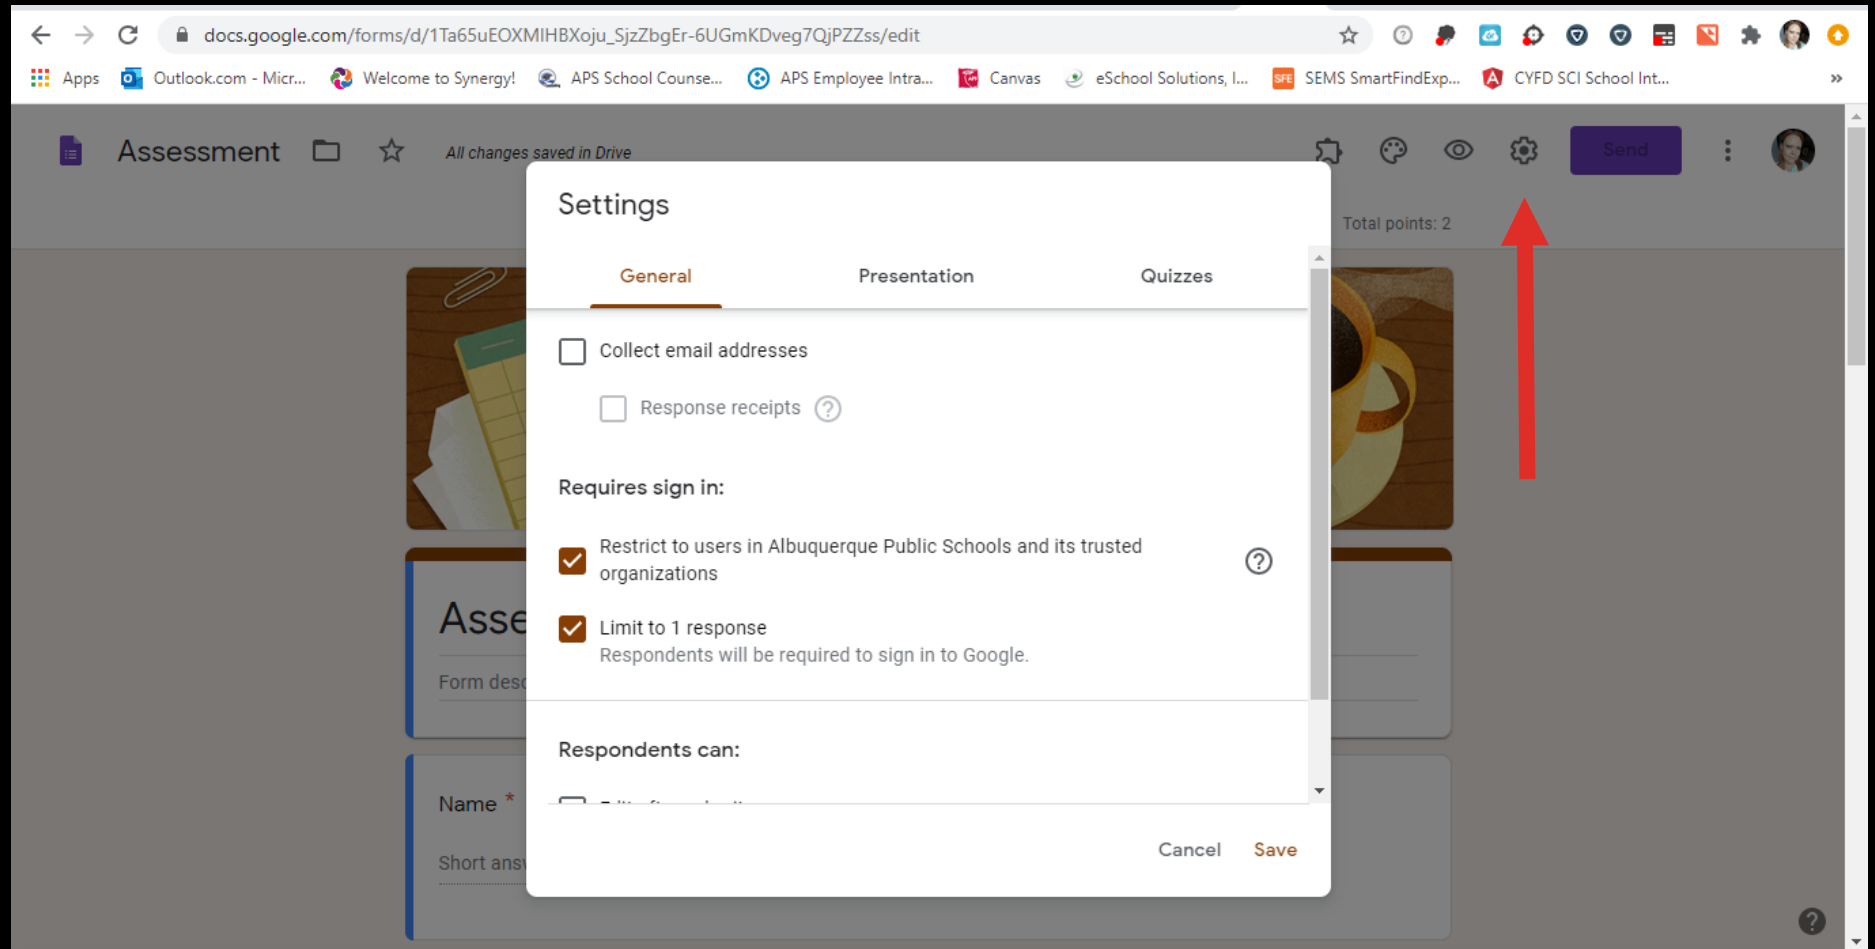 docs.google.com/forms/d/1Ta65uEOXMIHBXoju_SjzZbgEr-6UGmKDveg7QjPZZss/edit
Apps Outlook.com - Micr... Welcome to Synergy! APS School Counse... APS Employee Intra... Canvas eSchool Solutions, I... SFE SEMS SmartFindExp... CYFD SCI School Int... »
Assessment All changes saved in Drive Send
Settings
Total points: 2
General Presentation Quizzes
Collect email addresses
Response receipts ?
Requires sign in:
Restrict to users in Albuquerque Public Schools and its trusted
organizations
?
Asse
Limit to 1 response
Respondents will be required to sign in to Google.
Form desc
Respondents can:
Name *
Cancel Save
Short answ
?